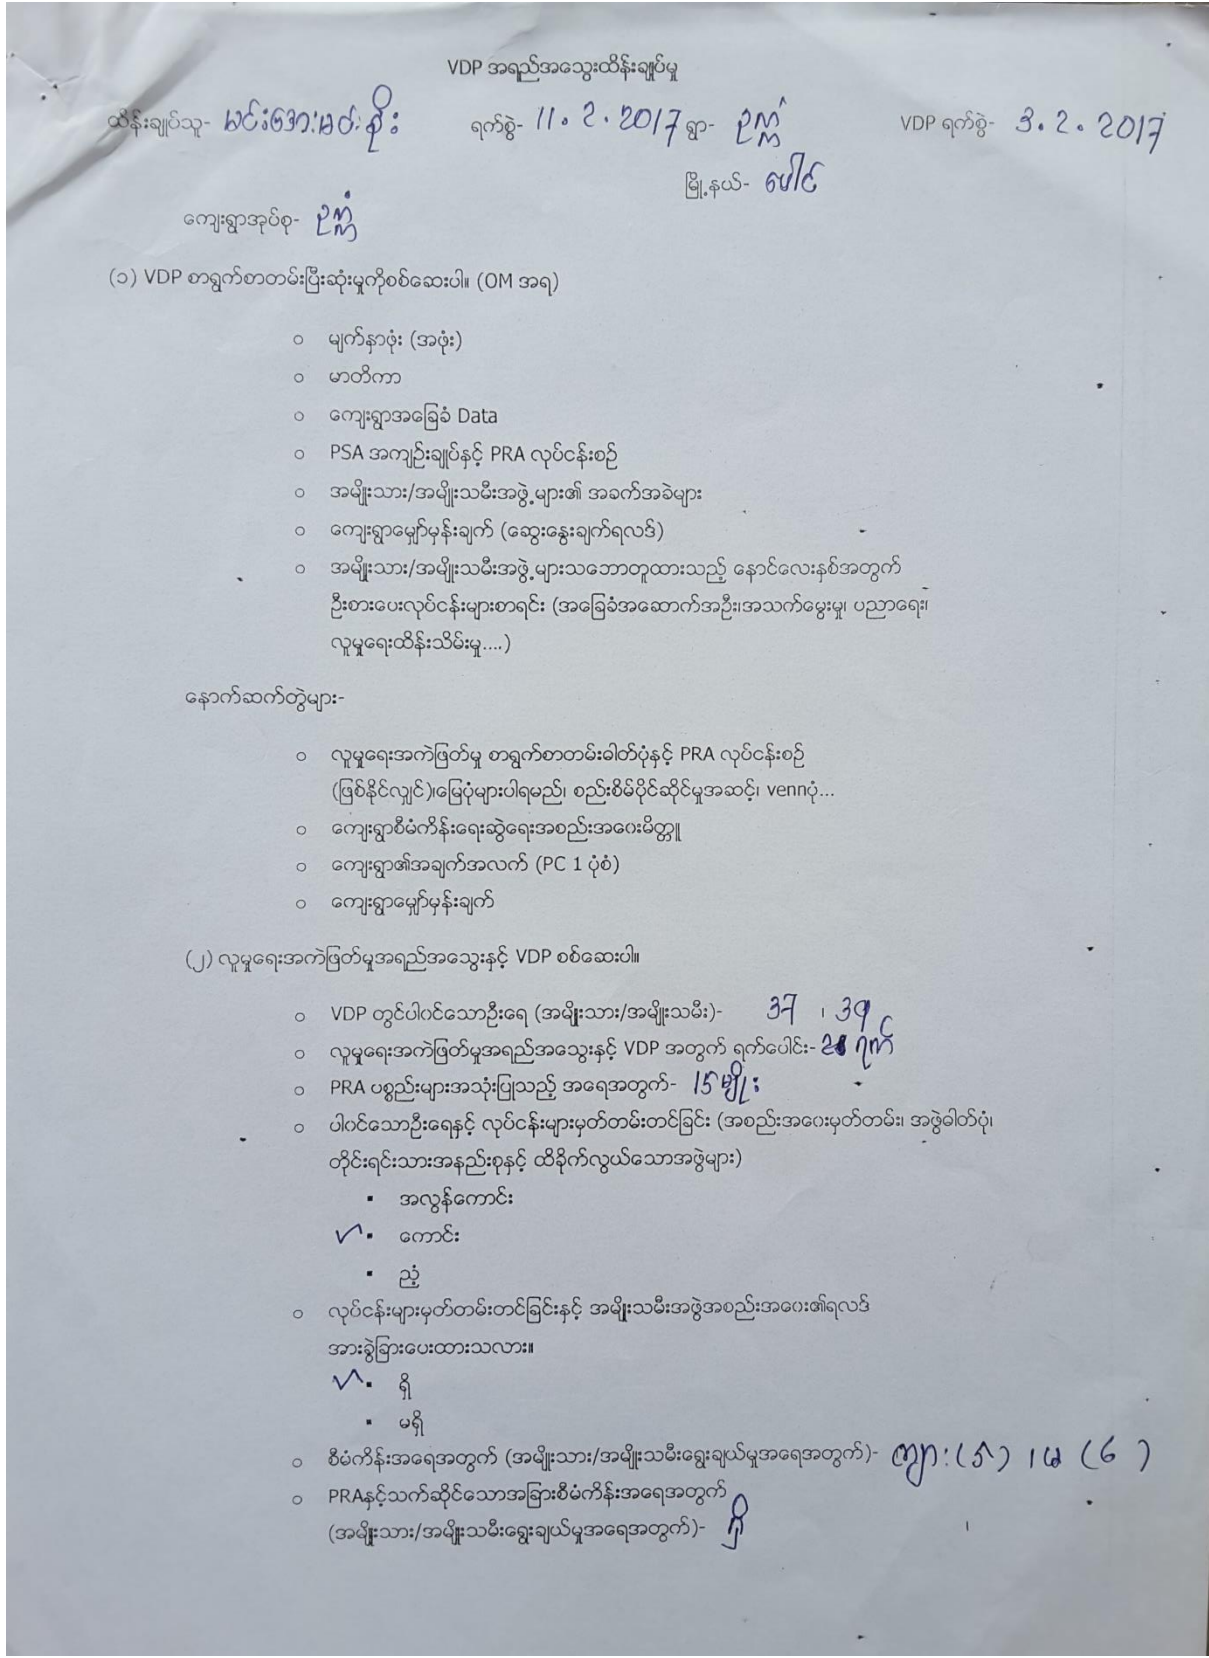 VDP အရည်အသွေးထိန်းချုပ်မှု
ထိန်းချုပ်သူ- မင်းအေးမင်းစိုး ရက်စွဲ- 11.2.2017 ရွာ- ဥက္ကံ VDP ရက်စွဲ- 3.2.2017
မြို့နယ်- ပေါင်
ကျေးရွာအုပ်စု- ဥက္ကံ
(၁) VDP စာရွက်စာတမ်းပြီးဆုံးမှုကိုစစ်ဆေးပါ။ (OM အရ)
○ မျက်နှာဖုံး (အဖုံး)
○ မာတိကာ
○ ကျေးရွာအခြေခံ Data
○ PSA အကျဉ်းချုပ်နှင့် PRA လုပ်ငန်းစဉ်
○ အမျိုးသား/အမျိုးသမီးအဖွဲ့များ၏ အခက်အခဲများ
○ ကျေးရွာမျှော်မှန်းချက် (ဆွေးနွေးချက်ရလဒ်)
○ အမျိုးသား/အမျိုးသမီးအဖွဲ့များသဘောတူထားသည့် နောင်လေးနှစ်အတွက်
ဦးစားပေးလုပ်ငန်းများစာရင်း (အခြေခံအဆောက်အဦး၊အသက်မွေးမှု၊ ပညာရေး၊
လူမှုရေးထိန်းသိမ်းမှု....)
နောက်ဆက်တွဲများ-
○ လူမှုရေးအကဲဖြတ်မှု စာရွက်စာတမ်းဓါတ်ပုံနှင့် PRA လုပ်ငန်းစဉ်
(ဖြစ်နိုင်လျှင်)၊မြေပုံများပါရမည်၊ စည်းစိမ်ပိုင်ဆိုင်မှုအဆင့်၊ vennပုံ...
○ ကျေးရွာစီမံကိန်းရေးဆွဲရေးအစည်းအဝေးမိတ္တူ
○ ကျေးရွာ၏အချက်အလက် (PC 1 ပုံစံ)
○ ကျေးရွာမျှော်မှန်းချက်
(၂) လူမှုရေးအကဲဖြတ်မှုအရည်အသွေးနှင့် VDP စစ်ဆေးပါ။
○ VDP တွင်ပါဝင်သောဦးရေ (အမျိုးသား/အမျိုးသမီး)- 37 ၊ 39
○ လူမှုရေးအကဲဖြတ်မှုအရည်အသွေးနှင့် VDP အတွက် ရက်ပေါင်း- ရက်
○ PRA ပစ္စည်းများအသုံးပြုသည့် အရေအတွက်- 15 မျိုး
○ ပါဝင်သောဦးရေနှင့် လုပ်ငန်းများမှတ်တမ်းတင်ခြင်း (အစည်းအဝေးမှတ်တမ်း၊ အဖွဲဓါတ်ပုံ၊
တိုင်းရင်းသားအနည်းစုနှင့် ထိခိုက်လွယ်သောအဖွဲများ)
▪ အလွန်ကောင်း
✓▪ ကောင်း
▪ ညံ့
○ လုပ်ငန်းများမှတ်တမ်းတင်ခြင်းနှင့် အမျိုးသမီးအဖွဲအစည်းအဝေး၏ရလဒ်
အားခွဲခြားပေးထားသလား။
✓▪ ရှိ
▪ မရှိ
○ စီမံကိန်းအရေအတွက် (အမျိုးသား/အမျိုးသမီးရွေးချယ်မှုအရေအတွက်)- ကျား (5) ၊ မ (6)
○ PRAနှင့်သက်ဆိုင်သောအခြားစီမံကိန်းအရေအတွက်
(အမျိုးသား/အမျိုးသမီးရွေးချယ်မှုအရေအတွက်)- ရှိ